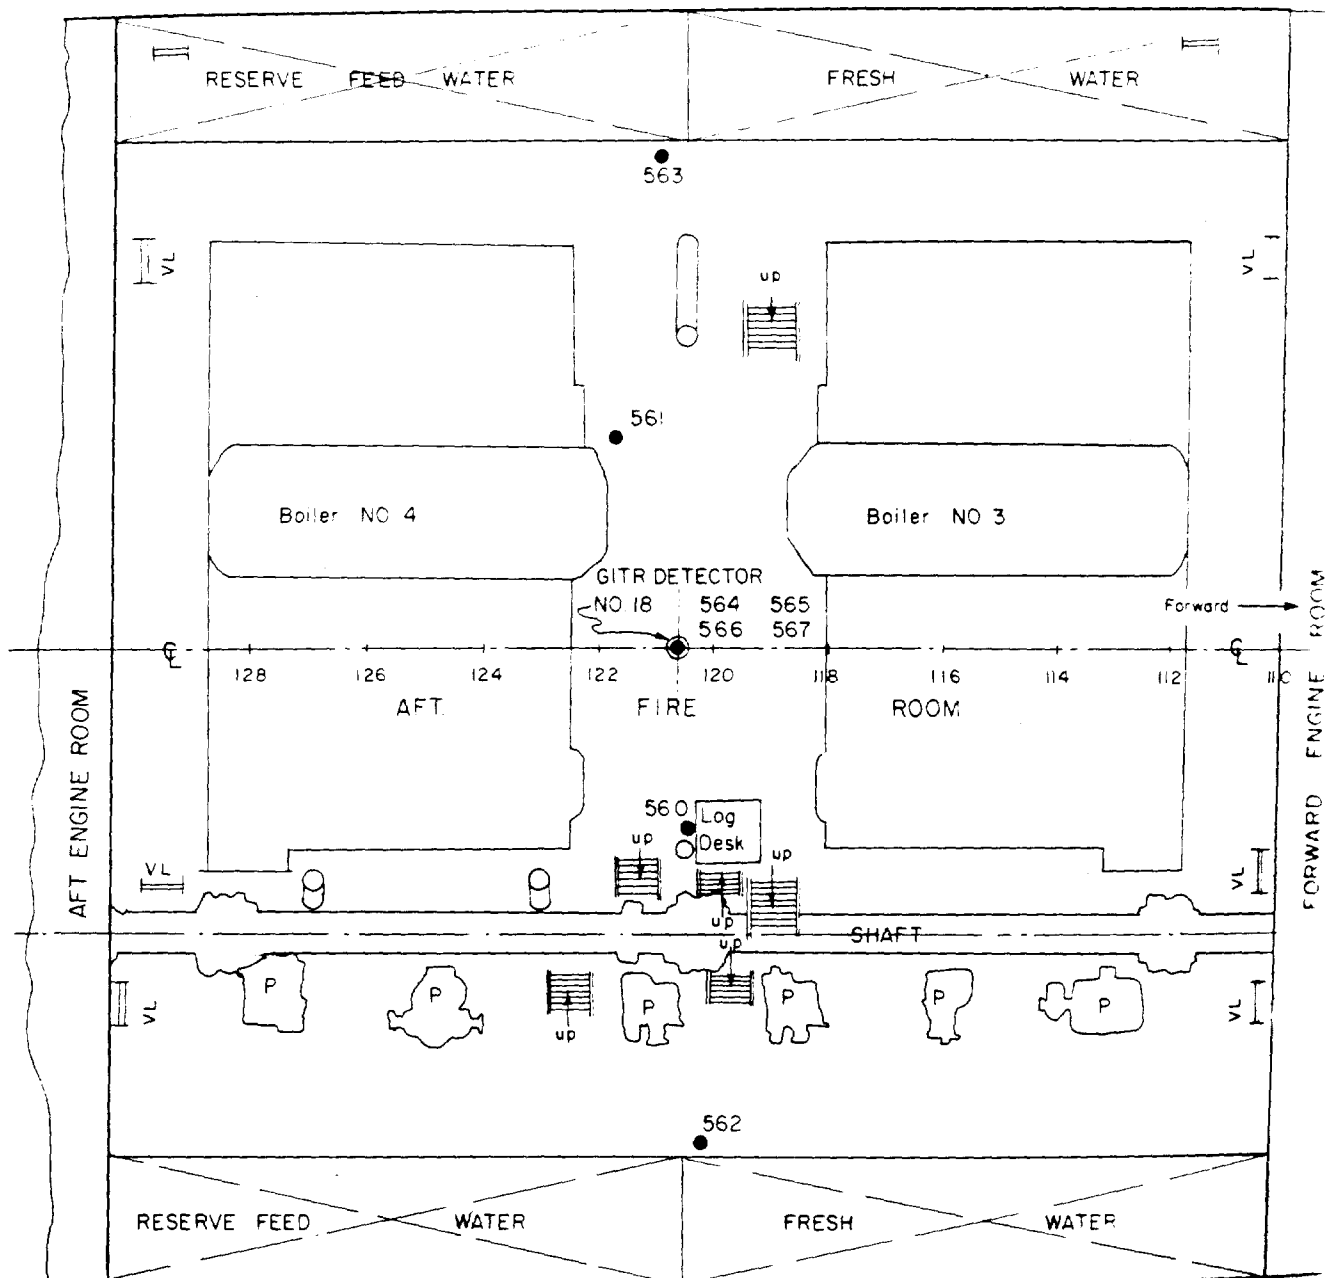 RESERVE FEED WATER
FRESH WATER
563
VL
VL
up
561
Boiler NO 4
Boiler NO 3
GITR DETECTOR
NO. 18 564 565
566 567
Forward
℄
℄
128 126 124 122 120 118 116 114 112 110
AFT. FIRE ROOM
AFT ENGINE ROOM
FORWARD ENGINE ROOM
560
Log
Desk
up
up
VL
VL
up
SHAFT
up
P
P
P
P
P
P
VL
VL
up
562
RESERVE FEED WATER
FRESH WATER